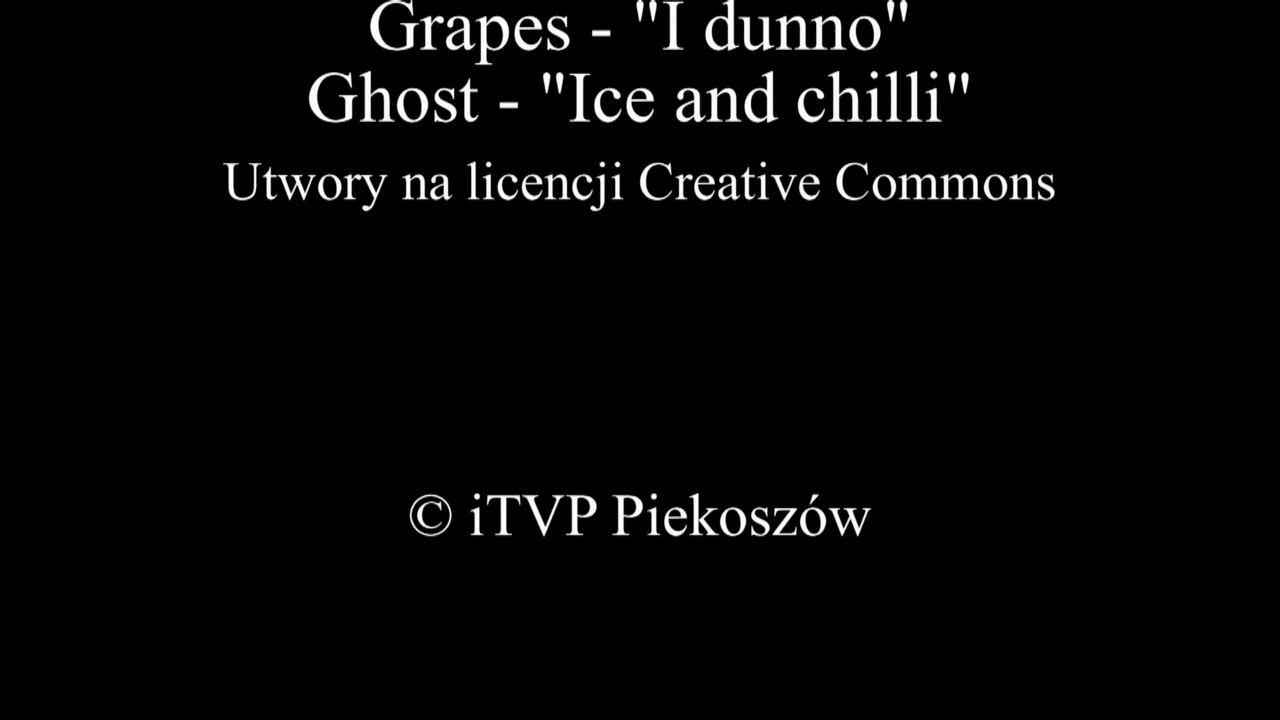 Grapes - "I dunno"
Ghost - "Ice and chilli"
Utwory na licencji Creative Commons
© iTVP Piekoszów